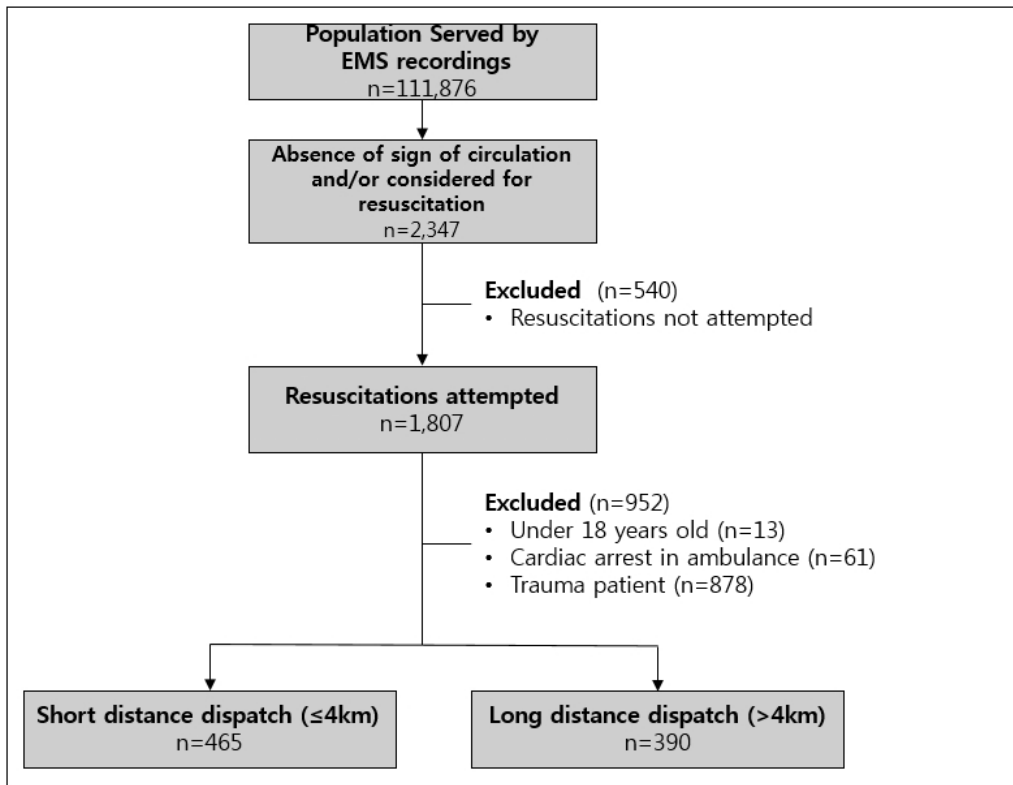 Population Served by
EMS recordings
n=111,876
Absence of sign of circulation
and/or considered for
resuscitation
n=2,347
Excluded (n=540)
• Resuscitations not attempted
Resuscitations attempted
n=1,807
Excluded (n=952)
• Under 18 years old (n=13)
• Cardiac arrest in ambulance (n=61)
• Trauma patient (n=878)
Short distance dispatch (≤4km)
n=465
Long distance dispatch (>4km)
n=390